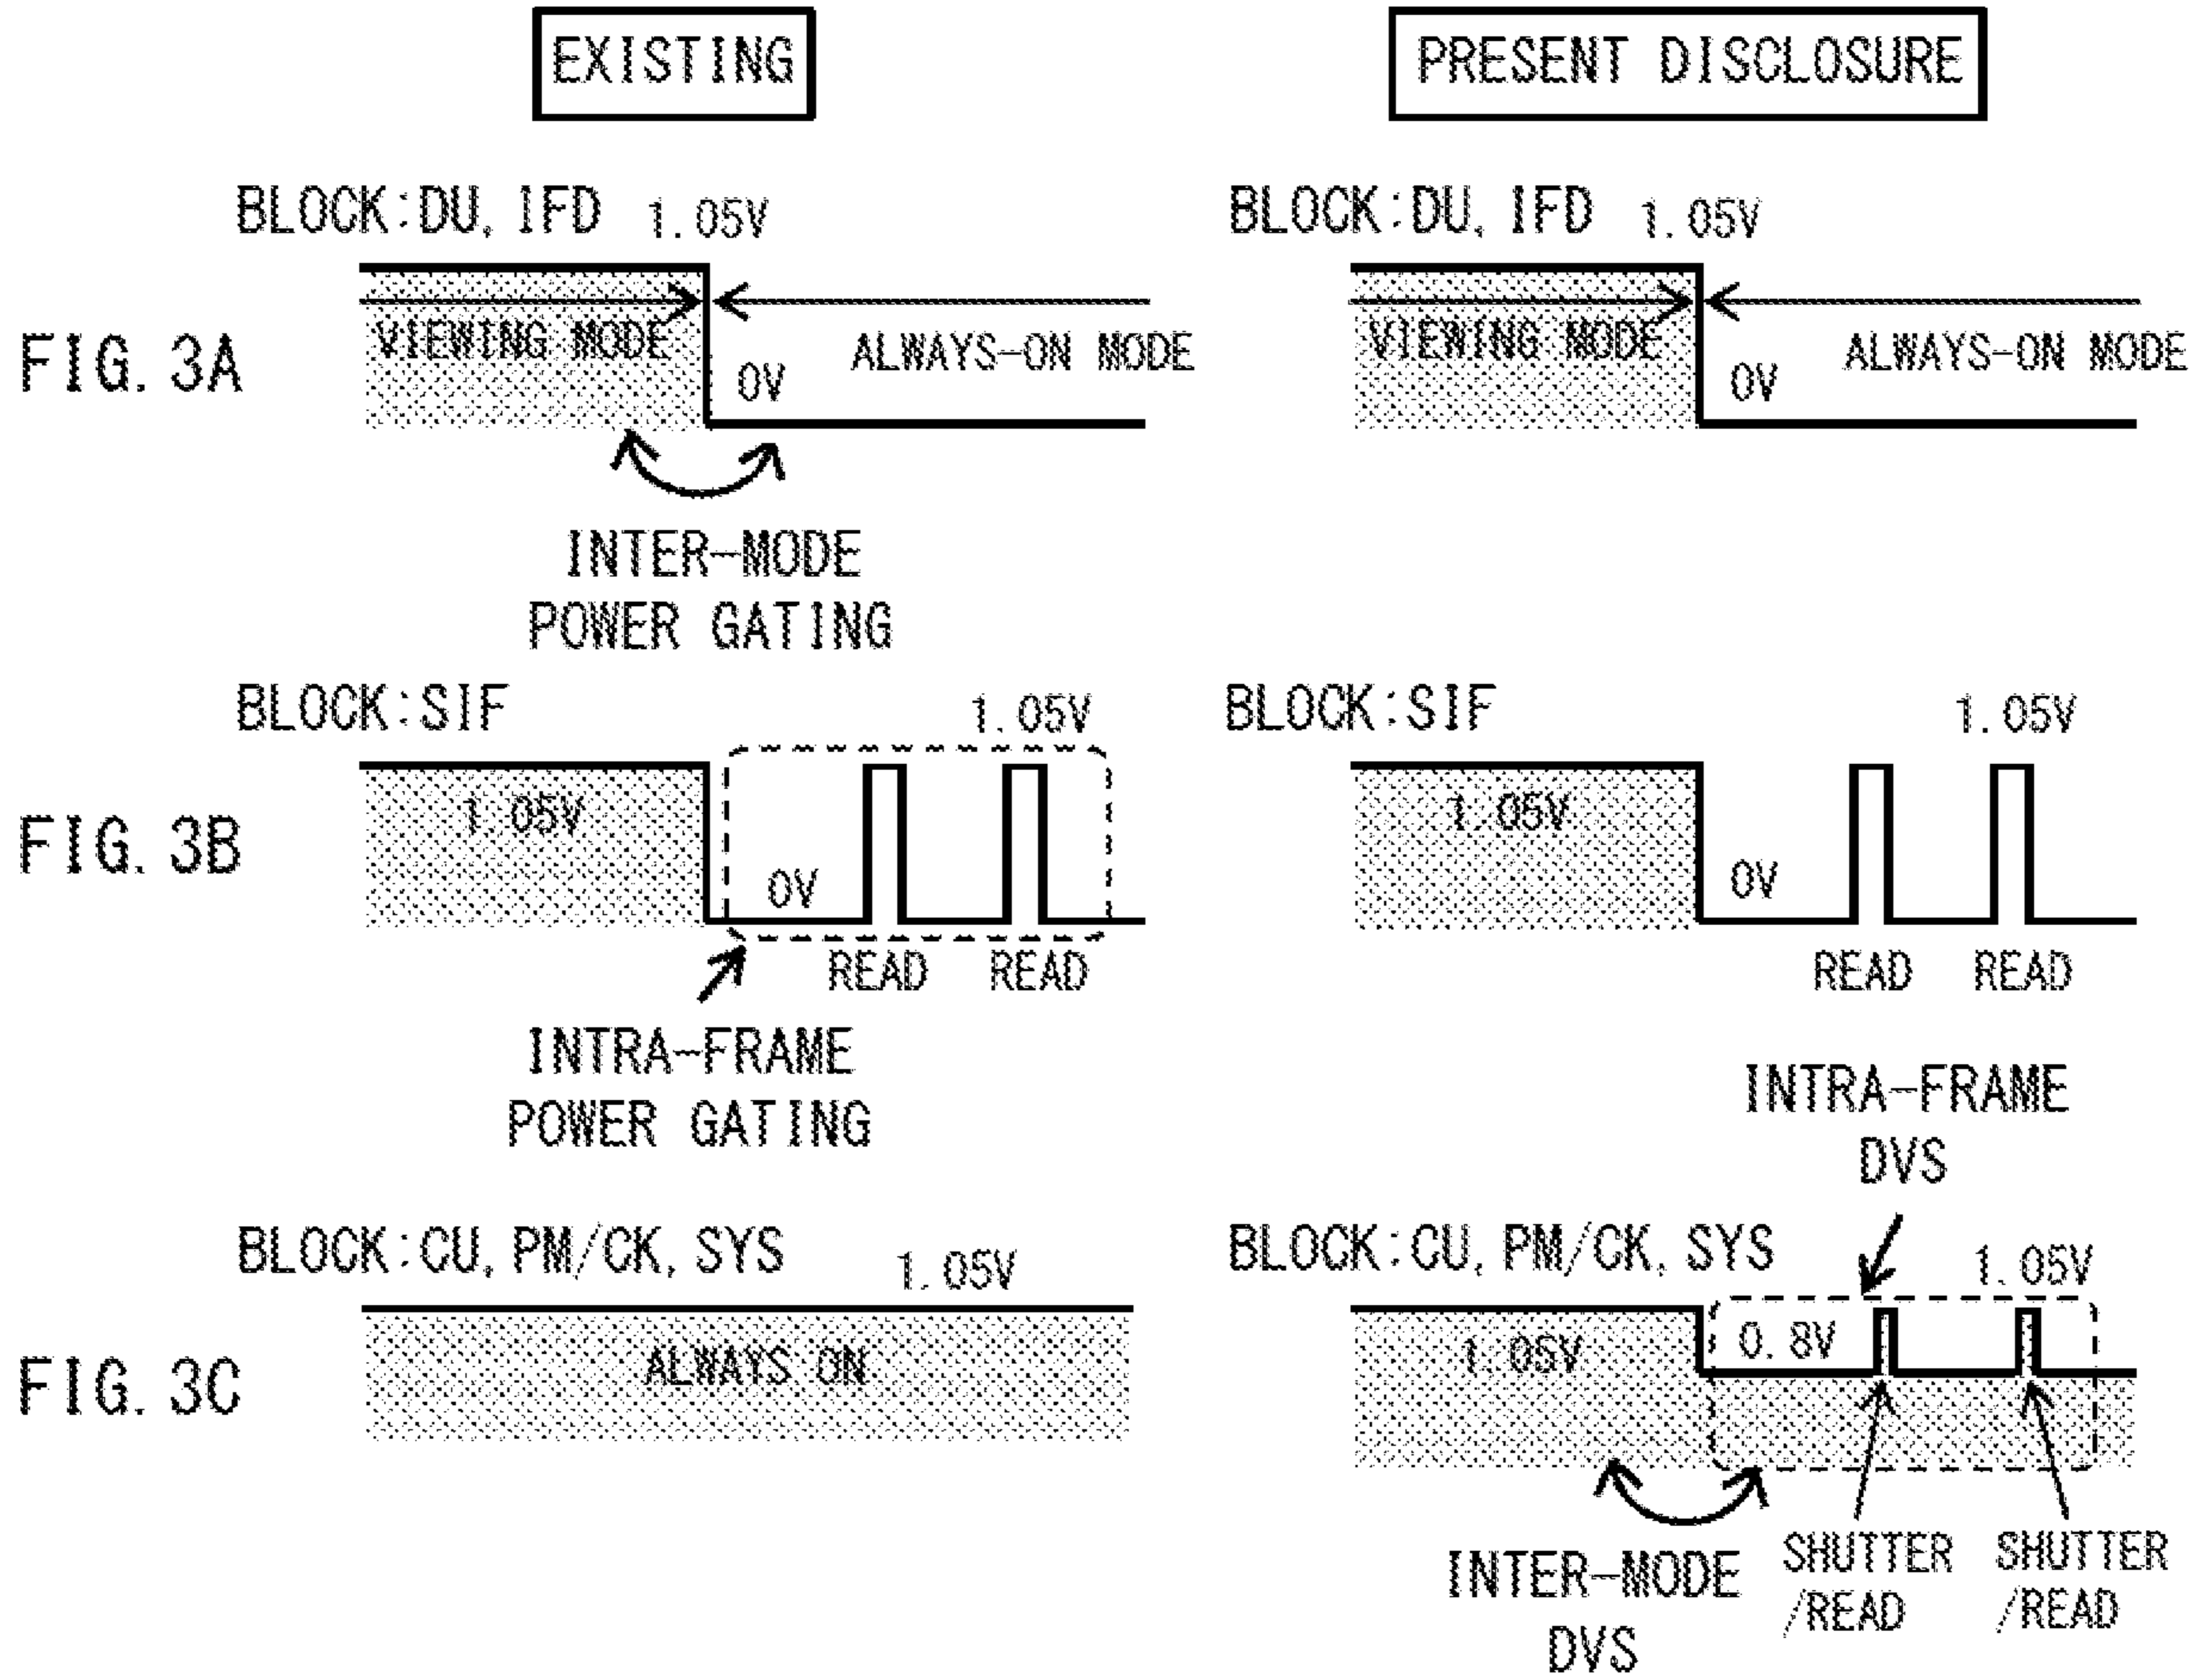 EXISTING
PRESENT DISCLOSURE
FIG. 3A
BLOCK:DU, IFD 1.05V
VIEWING MODE
ALWAYS-ON MODE
0V
INTER-MODE
POWER GATING
BLOCK:DU, IFD 1.05V
VIEWING MODE
ALWAYS-ON MODE
0V
FIG. 3B
BLOCK:SIF
1.05V
1.05V
0V
READ READ
INTRA-FRAME
POWER GATING
BLOCK:SIF
1.05V
1.05V
0V
READ READ
FIG. 3C
BLOCK:CU, PM/CK, SYS 1.05V
ALWAYS ON
INTRA-FRAME
DVS
BLOCK:CU, PM/CK, SYS 1.05V
1.05V
0.8V
INTER-MODE
DVS
SHUTTER
/READ
SHUTTER
/READ